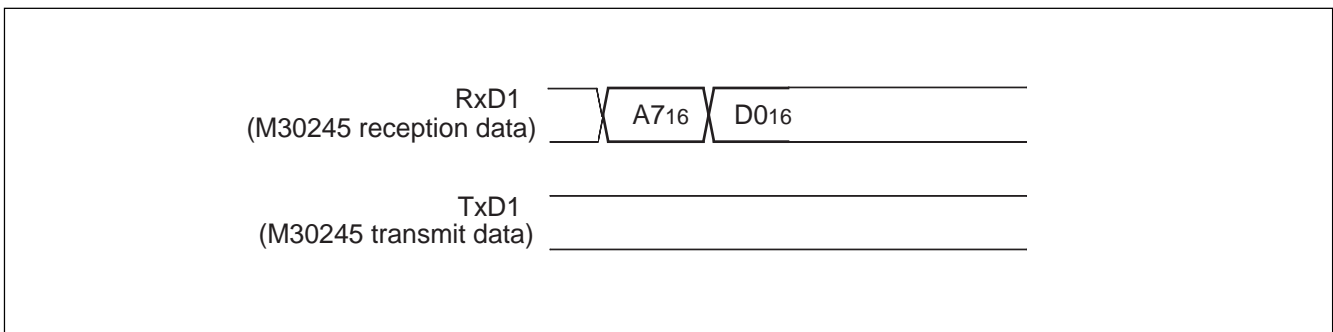 RxD1
(M30245 reception data)
A716
D016
TxD1
(M30245 transmit data)